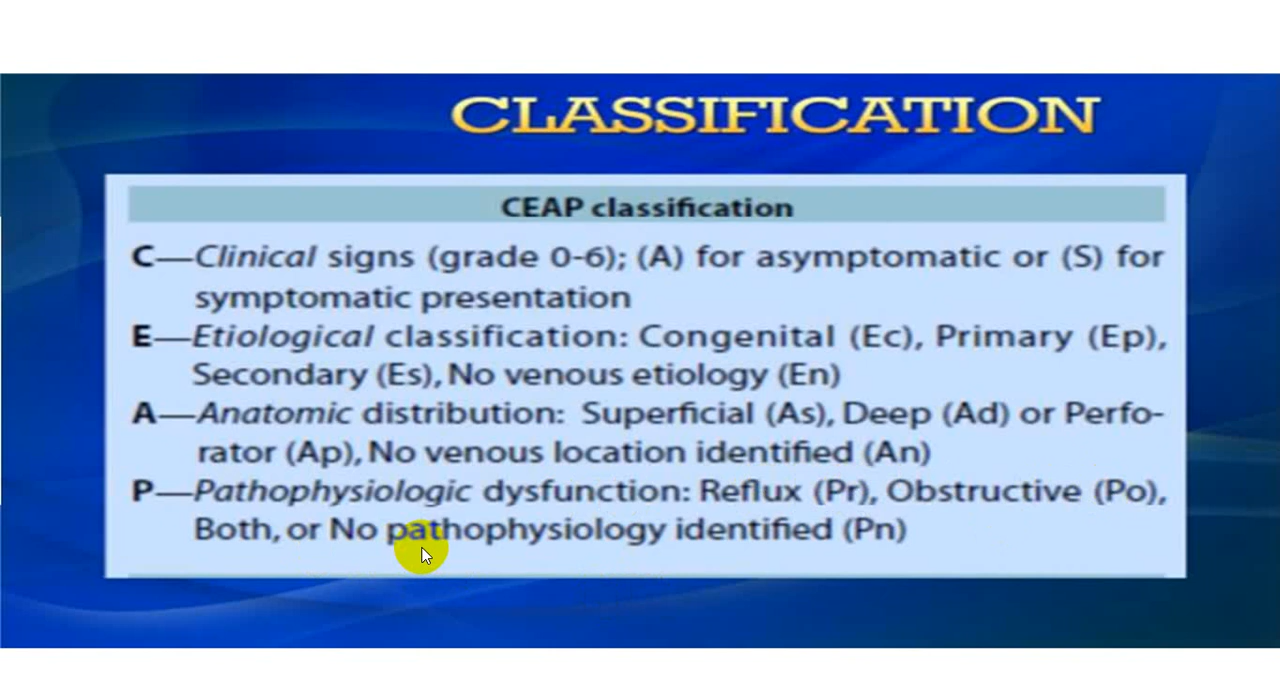 CLASSIFICATION
CEAP classification
C—Clinical signs (grade 0-6); (A) for asymptomatic or (S) for
symptomatic presentation
E—Etiological classification: Congenital (Ec), Primary (Ep),
Secondary (Es), No venous etiology (En)
A—Anatomic distribution: Superficial (As), Deep (Ad) or Perfo-
rator (Ap), No venous location identified (An)
P—Pathophysiologic dysfunction: Reflux (Pr), Obstructive (Po),
Both, or No pathophysiology identified (Pn)